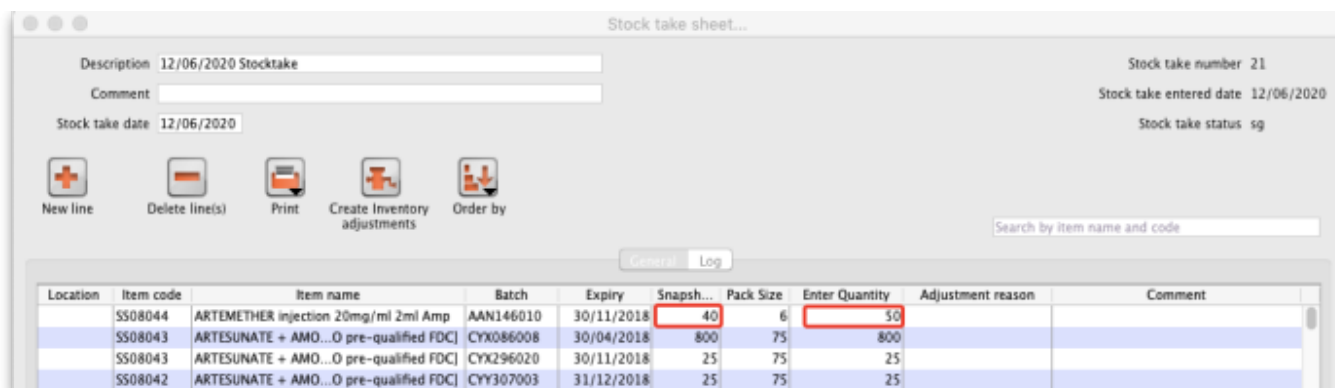 Stock take sheet...
Description 12/06/2020 Stocktake Stock take number 21
Comment Stock take entered date 12/06/2020
Stock take date 12/06/2020 Stock take status sg
New line Delete line(s) Print Create Inventory adjustments Order by
Search by item name and code
General Log
Location Item code Item name Batch Expiry Snapsh... Pack Size Enter Quantity Adjustment reason Comment
SS08044 ARTEMETHER injection 20mg/ml 2ml Amp AAN146010 30/11/2018 40 6 50
SS08043 ARTESUNATE + AMO...O pre-qualified FDC] CYX086008 30/04/2018 800 75 800
SS08043 ARTESUNATE + AMO...O pre-qualified FDC] CYX296020 30/11/2018 25 75 25
SS08042 ARTESUNATE + AMO...O pre-qualified FDC] CYY307003 31/12/2018 25 75 25